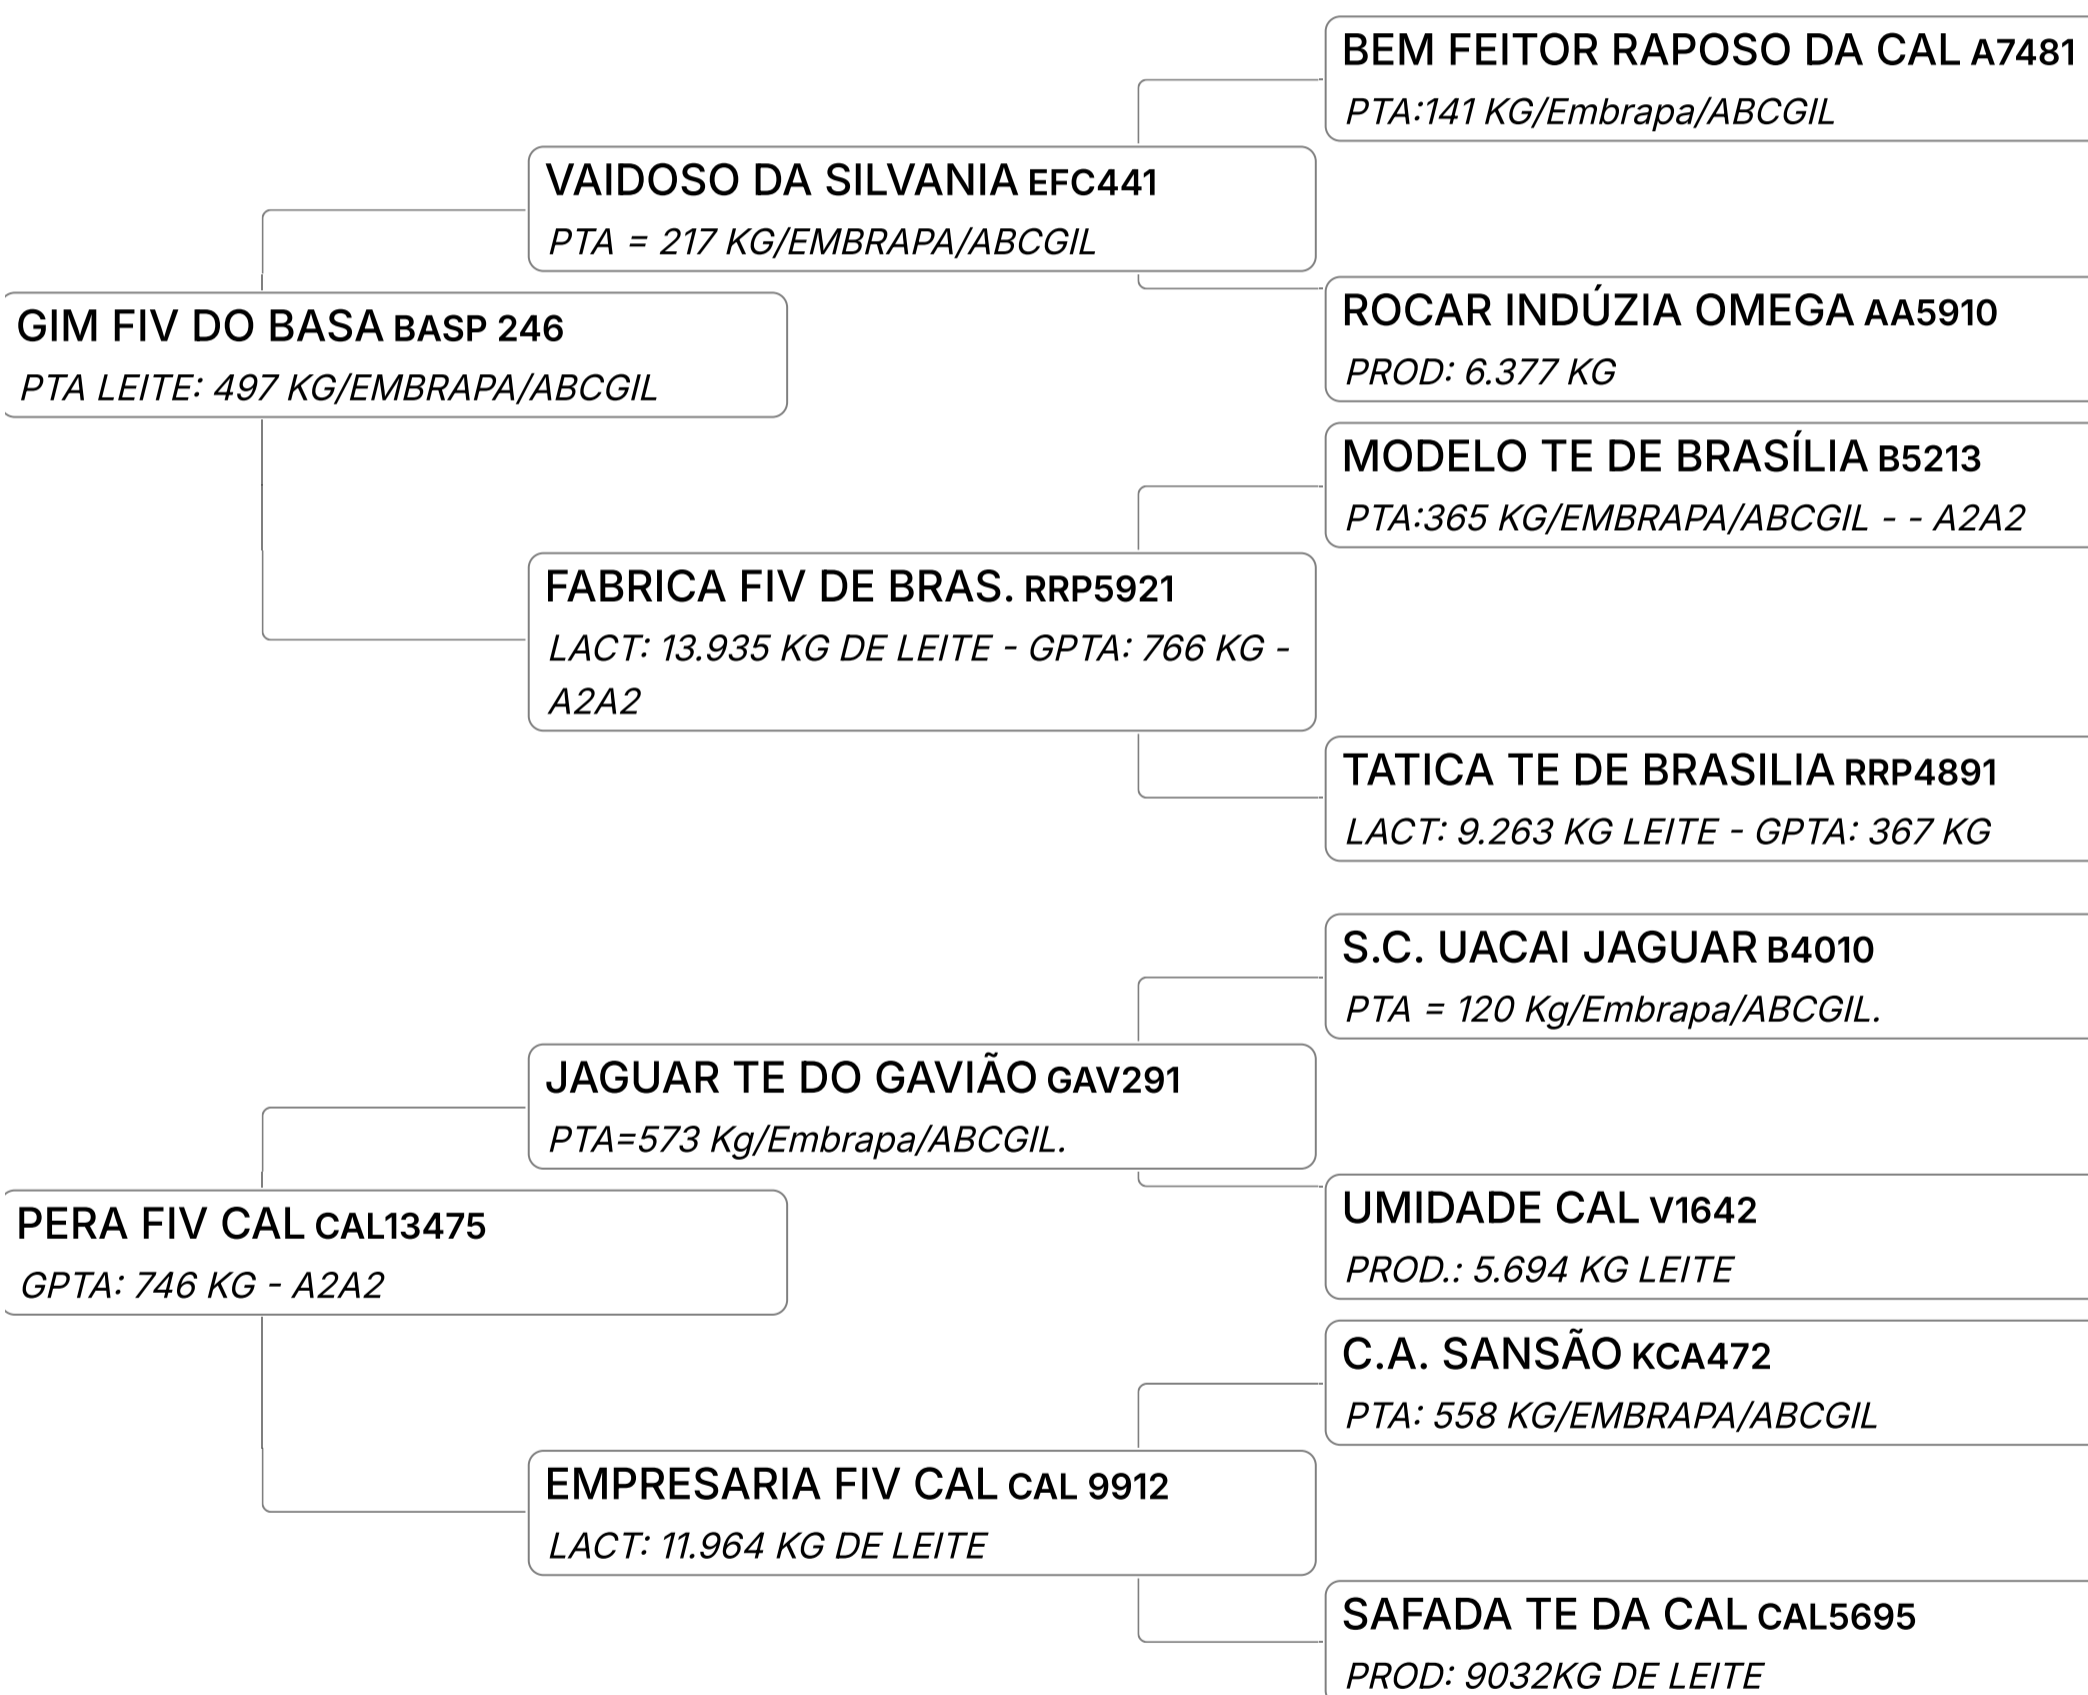 BEM FEITOR RAPOSO DA CAL A7481
PTA:141 KG/Embrapa/ABCGIL
VAIDOSO DA SILVANIA EFC441
PTA = 217 KG/EMBRAPA/ABCGIL
ROCAR INDÚZIA OMEGA AA5910
PROD: 6.377 KG
GIM FIV DO BASA BASP 246
PTA LEITE: 497 KG/EMBRAPA/ABCGIL
MODELO TE DE BRASÍLIA B5213
PTA:365 KG/EMBRAPA/ABCGIL - - A2A2
FABRICA FIV DE BRAS. RRP5921
LACT: 13.935 KG DE LEITE - GPTA: 766 KG -
A2A2
TATICA TE DE BRASILIA RRP4891
LACT: 9.263 KG LEITE - GPTA: 367 KG
S.C. UACAI JAGUAR B4010
PTA = 120 Kg/Embrapa/ABCGIL.
JAGUAR TE DO GAVIÃO GAV291
PTA=573 Kg/Embrapa/ABCGIL.
UMIDADE CAL V1642
PROD.: 5.694 KG LEITE
PERA FIV CAL CAL13475
GPTA: 746 KG - A2A2
C.A. SANSÃO KCA472
PTA: 558 KG/EMBRAPA/ABCGIL
EMPRESARIA FIV CAL CAL 9912
LACT: 11.964 KG DE LEITE
SAFADA TE DA CAL CAL5695
PROD: 9032KG DE LEITE